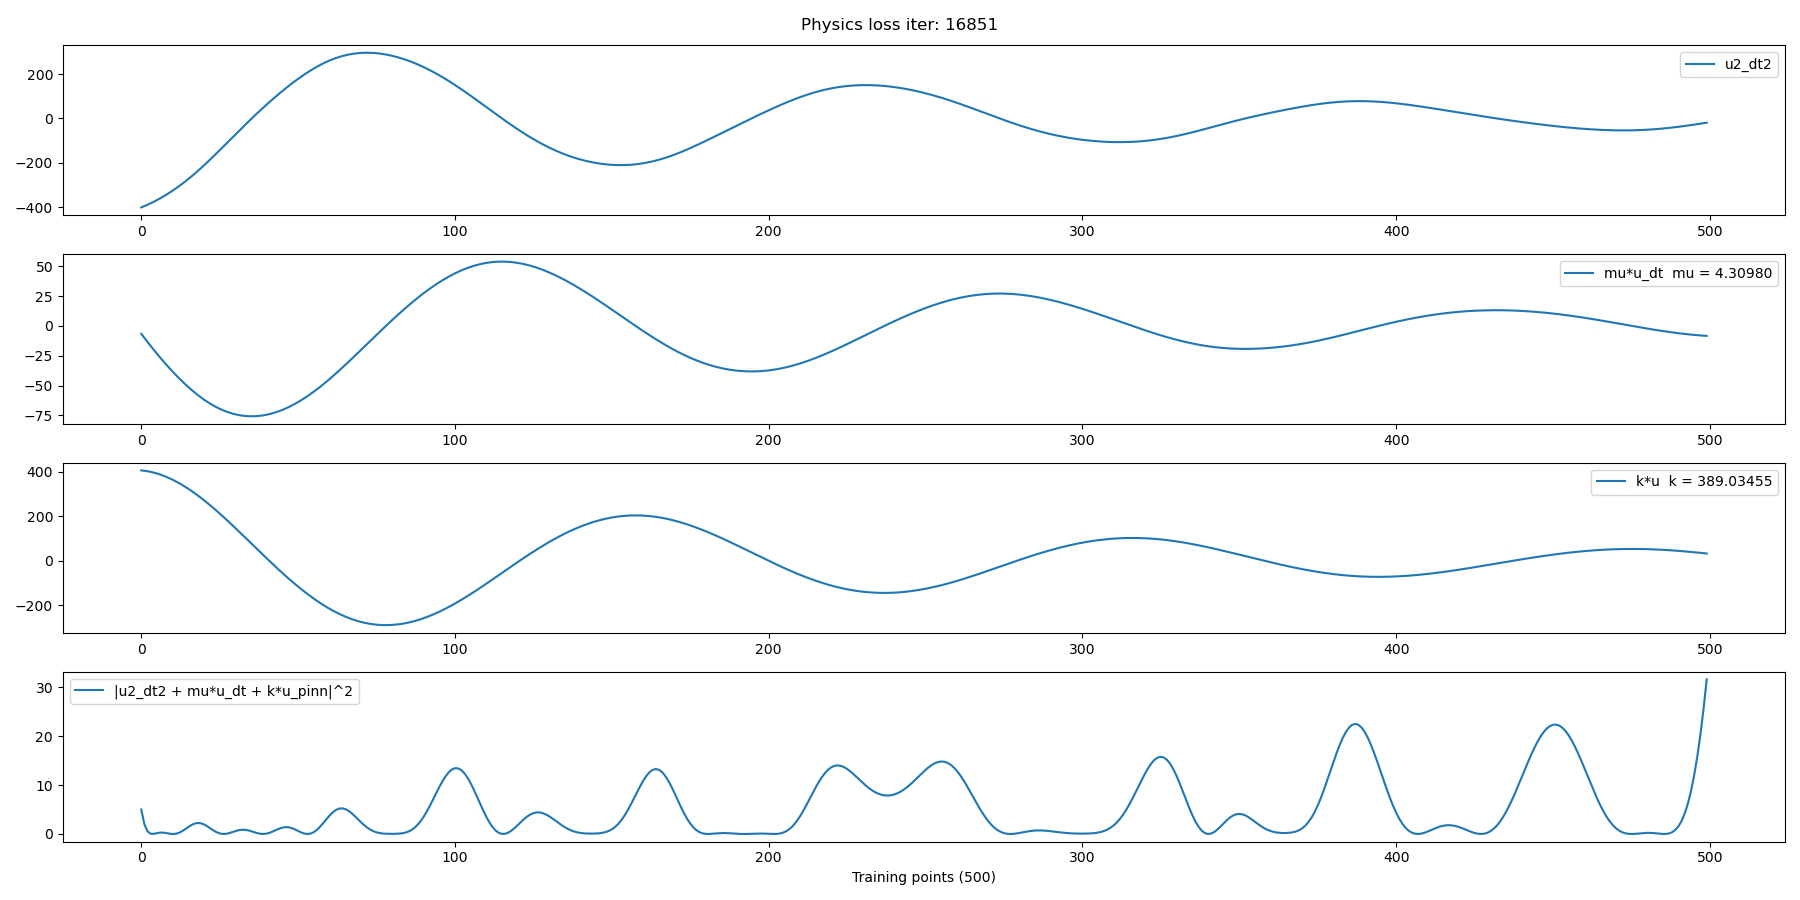 Physics loss iter: 16851
u2_dt2
200
0
−200
−400
0 100 200 300 400 500
mu*u_dt mu = 4.30980
50
25
0
−25
−50
−75
0 100 200 300 400 500
k*u k = 389.03455
400
200
0
−200
0 100 200 300 400 500
|u2_dt2 + mu*u_dt + k*u_pinn|^2
30
20
10
0
0 100 200 300 400 500
Training points (500)